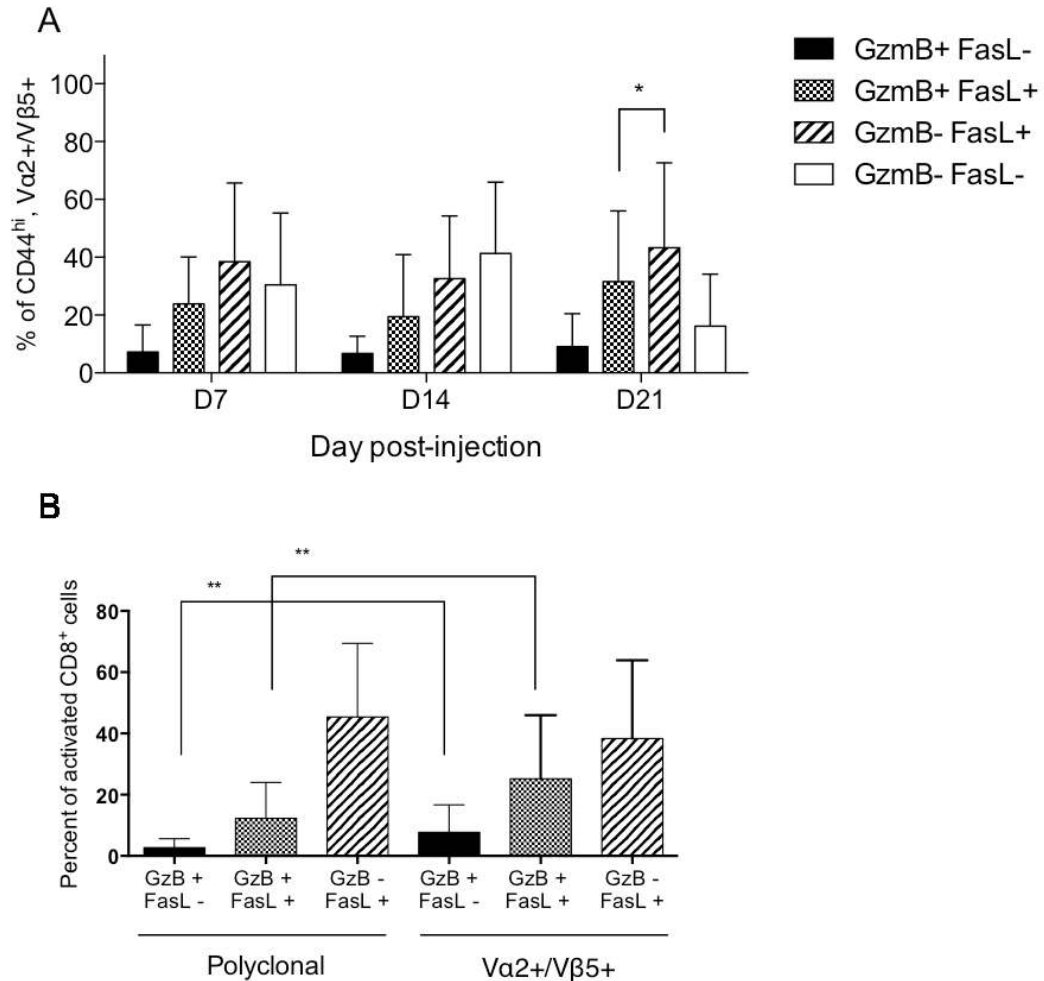 A
GzmB+ FasL-
GzmB+ FasL+
GzmB- FasL+
GzmB- FasL-
% of CD44hi, Vα2+/Vβ5+
100
80
60
40
20
0
*
D7 D14 D21
Day post-injection
B
Percent of activated CD8+ cells
80
60
40
20
0
**
**
GzB + GzB + GzB - GzB + GzB + GzB -
FasL - FasL + FasL + FasL - FasL + FasL +
Polyclonal Vα2+/Vβ5+